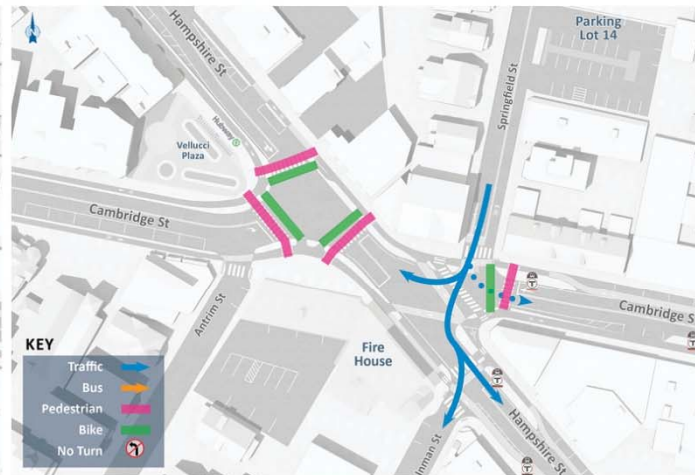 Hampshire St
Springfield St
Parking
Lot 14
Hubway
Vellucci
Plaza
Cambridge St
Cambridge St
Antrim St
Fire
House
Inman St
Hampshire St
KEY
Traffic
Bus
Pedestrian
Bike
No Turn